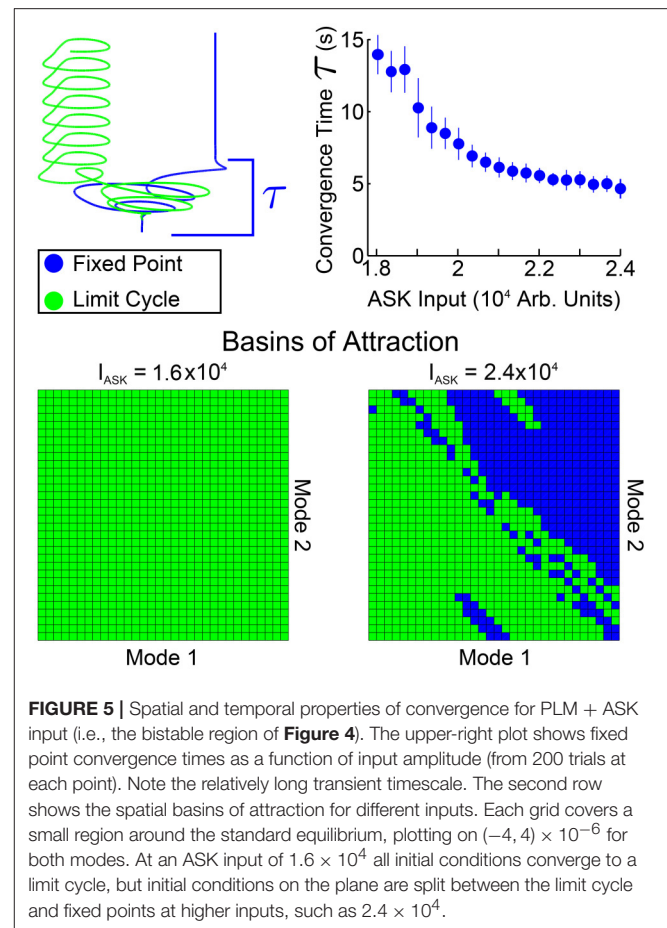 τ
Fixed Point
Limit Cycle
Convergence Time τ (s)
15
10
5
0
1.8
2
2.2
2.4
ASK Input (10⁴ Arb. Units)
Basins of Attraction
I_ASK = 1.6x10⁴
I_ASK = 2.4x10⁴
Mode 2
Mode 2
Mode 1
Mode 1
FIGURE 5 | Spatial and temporal properties of convergence for PLM + ASK
input (i.e., the bistable region of Figure 4). The upper-right plot shows fixed
point convergence times as a function of input amplitude (from 200 trials at
each point). Note the relatively long transient timescale. The second row
shows the spatial basins of attraction for different inputs. Each grid covers a
small region around the standard equilibrium, plotting on (−4, 4) × 10⁻⁶ for
both modes. At an ASK input of 1.6 × 10⁴ all initial conditions converge to a
limit cycle, but initial conditions on the plane are split between the limit cycle
and fixed points at higher inputs, such as 2.4 × 10⁴.